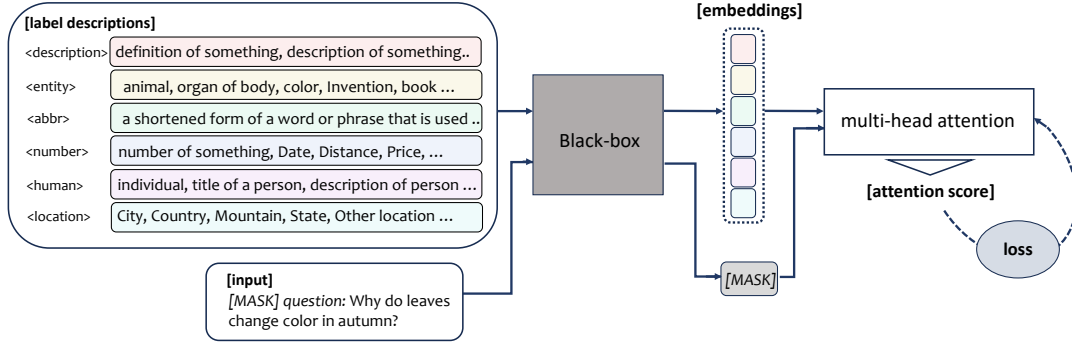 [label descriptions]
<description> definition of something, description of something..
<entity> animal, organ of body, color, Invention, book ...
<abbr> a shortened form of a word or phrase that is used ..
<number> number of something, Date, Distance, Price, ...
<human> individual, title of a person, description of person ...
<location> City, Country, Mountain, State, Other location ...
[input]
[MASK] question: Why do leaves
change color in autumn?
Black-box
[embeddings]
[MASK]
multi-head attention
[attention score]
loss